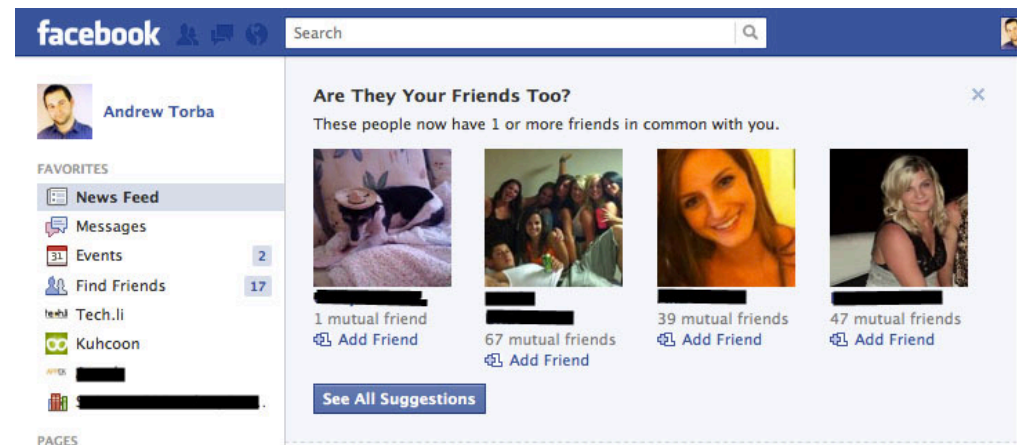 facebook
Search
Andrew Torba
FAVORITES
News Feed
Messages
31 Events 2
Find Friends 17
Tech.li
Kuhcoon
PAGES
Are They Your Friends Too?
These people now have 1 or more friends in common with you.
1 mutual friend
Add Friend
67 mutual friends
Add Friend
39 mutual friends
Add Friend
47 mutual friends
Add Friend
See All Suggestions